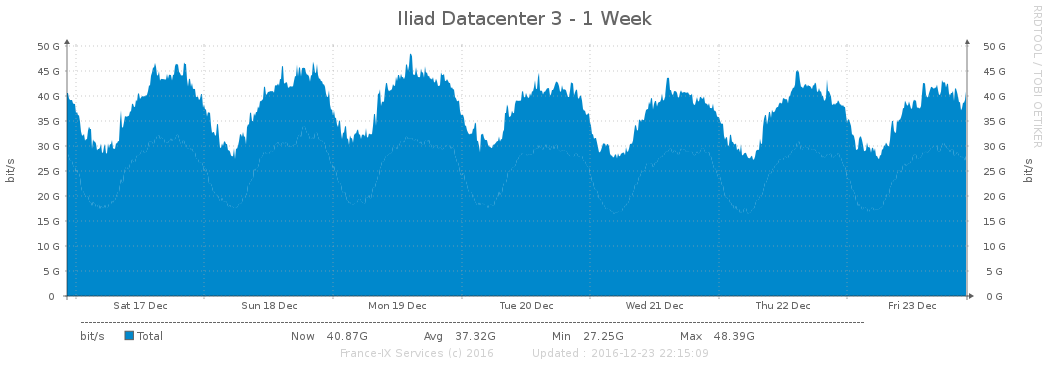 Iliad Datacenter 3 - 1 Week
RRDTOOL / TOBI OETIKER
50 G 50 G
45 G 45 G
40 G 40 G
35 G 35 G
30 G 30 G
25 G 25 G
20 G 20 G
15 G 15 G
10 G 10 G
5 G 5 G
0 0 G
bit/s bit/s
Sat 17 Dec Sun 18 Dec Mon 19 Dec Tue 20 Dec Wed 21 Dec Thu 22 Dec Fri 23 Dec
bit/s Total Now 40.87G Avg 37.32G Min 27.25G Max 48.39G
France-IX Services (c) 2016 Updated : 2016-12-23 22:15:09